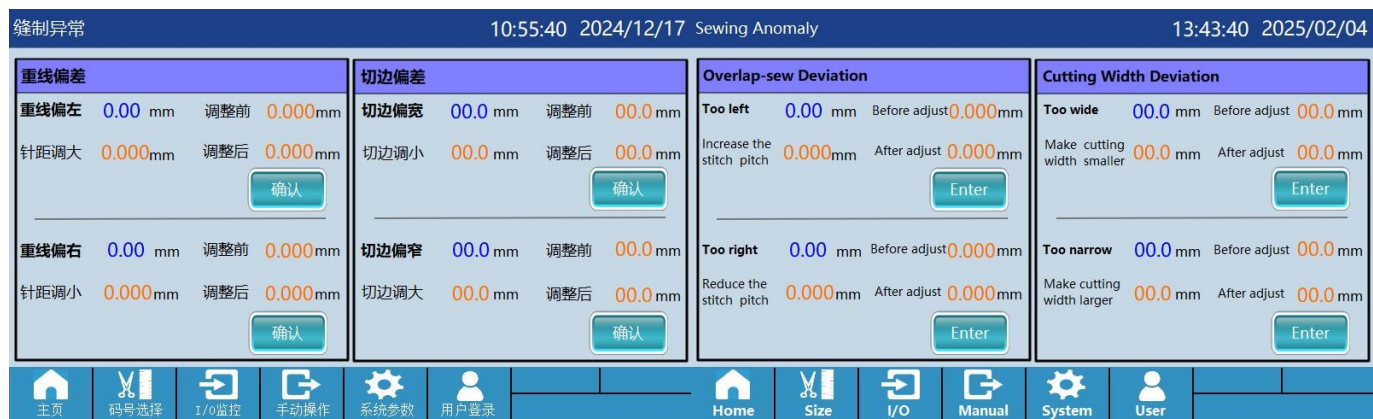 缝制异常 10:55:40 2024/12/17
重线偏差
重线偏左 0.00 mm 调整前 0.000mm
针距调大 0.000mm 调整后 0.000mm
确认
重线偏右 0.00 mm 调整前 0.000mm
针距调小 0.000mm 调整后 0.000mm
确认
切边偏差
切边偏宽 00.0 mm 调整前 00.0 mm
切边调小 00.0 mm 调整后 00.0 mm
确认
切边偏窄 00.0 mm 调整前 00.0 mm
切边调大 00.0 mm 调整后 00.0 mm
确认
主页 码号选择 I/O监控 手动操作 系统参数 用户登录
Sewing Anomaly 13:43:40 2025/02/04
Overlap-sew Deviation
Too left 0.00 mm Before adjust 0.000mm
Increase the
stitch pitch 0.000mm After adjust 0.000mm
Enter
Too right 0.00 mm Before adjust 0.000mm
Reduce the
stitch pitch 0.000mm After adjust 0.000mm
Enter
Cutting Width Deviation
Too wide 00.0 mm Before adjust 00.0 mm
Make cutting
width smaller 00.0 mm After adjust 00.0 mm
Enter
Too narrow 00.0 mm Before adjust 00.0 mm
Make cutting
width larger 00.0 mm After adjust 00.0 mm
Enter
Home Size I/O Manual System User